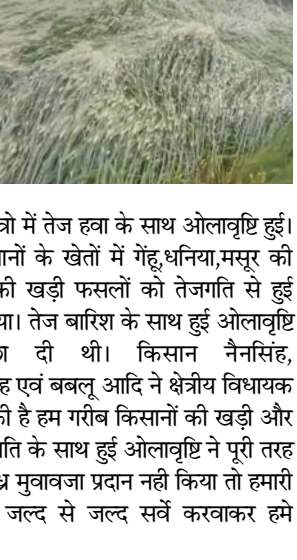 में तेज हवा के साथ ओलावृष्टि हुई।
के खेतों में गेंहू,धनिया,मसूर की
की खड़ी फसलों को तेजगति से हुई
तेज बारिश के साथ हुई ओलावृष्टि
दी थी। किसान नैनसिंह,
एवं बबलू आदि ने क्षेत्रीय विधायक
है हम गरीब किसानों की खड़ी और
के साथ हुई ओलावृष्टि ने पूरी तरह
मुवावजा प्रदान नही किया तो हमारी
जल्द से जल्द सर्वे करवाकर हमे